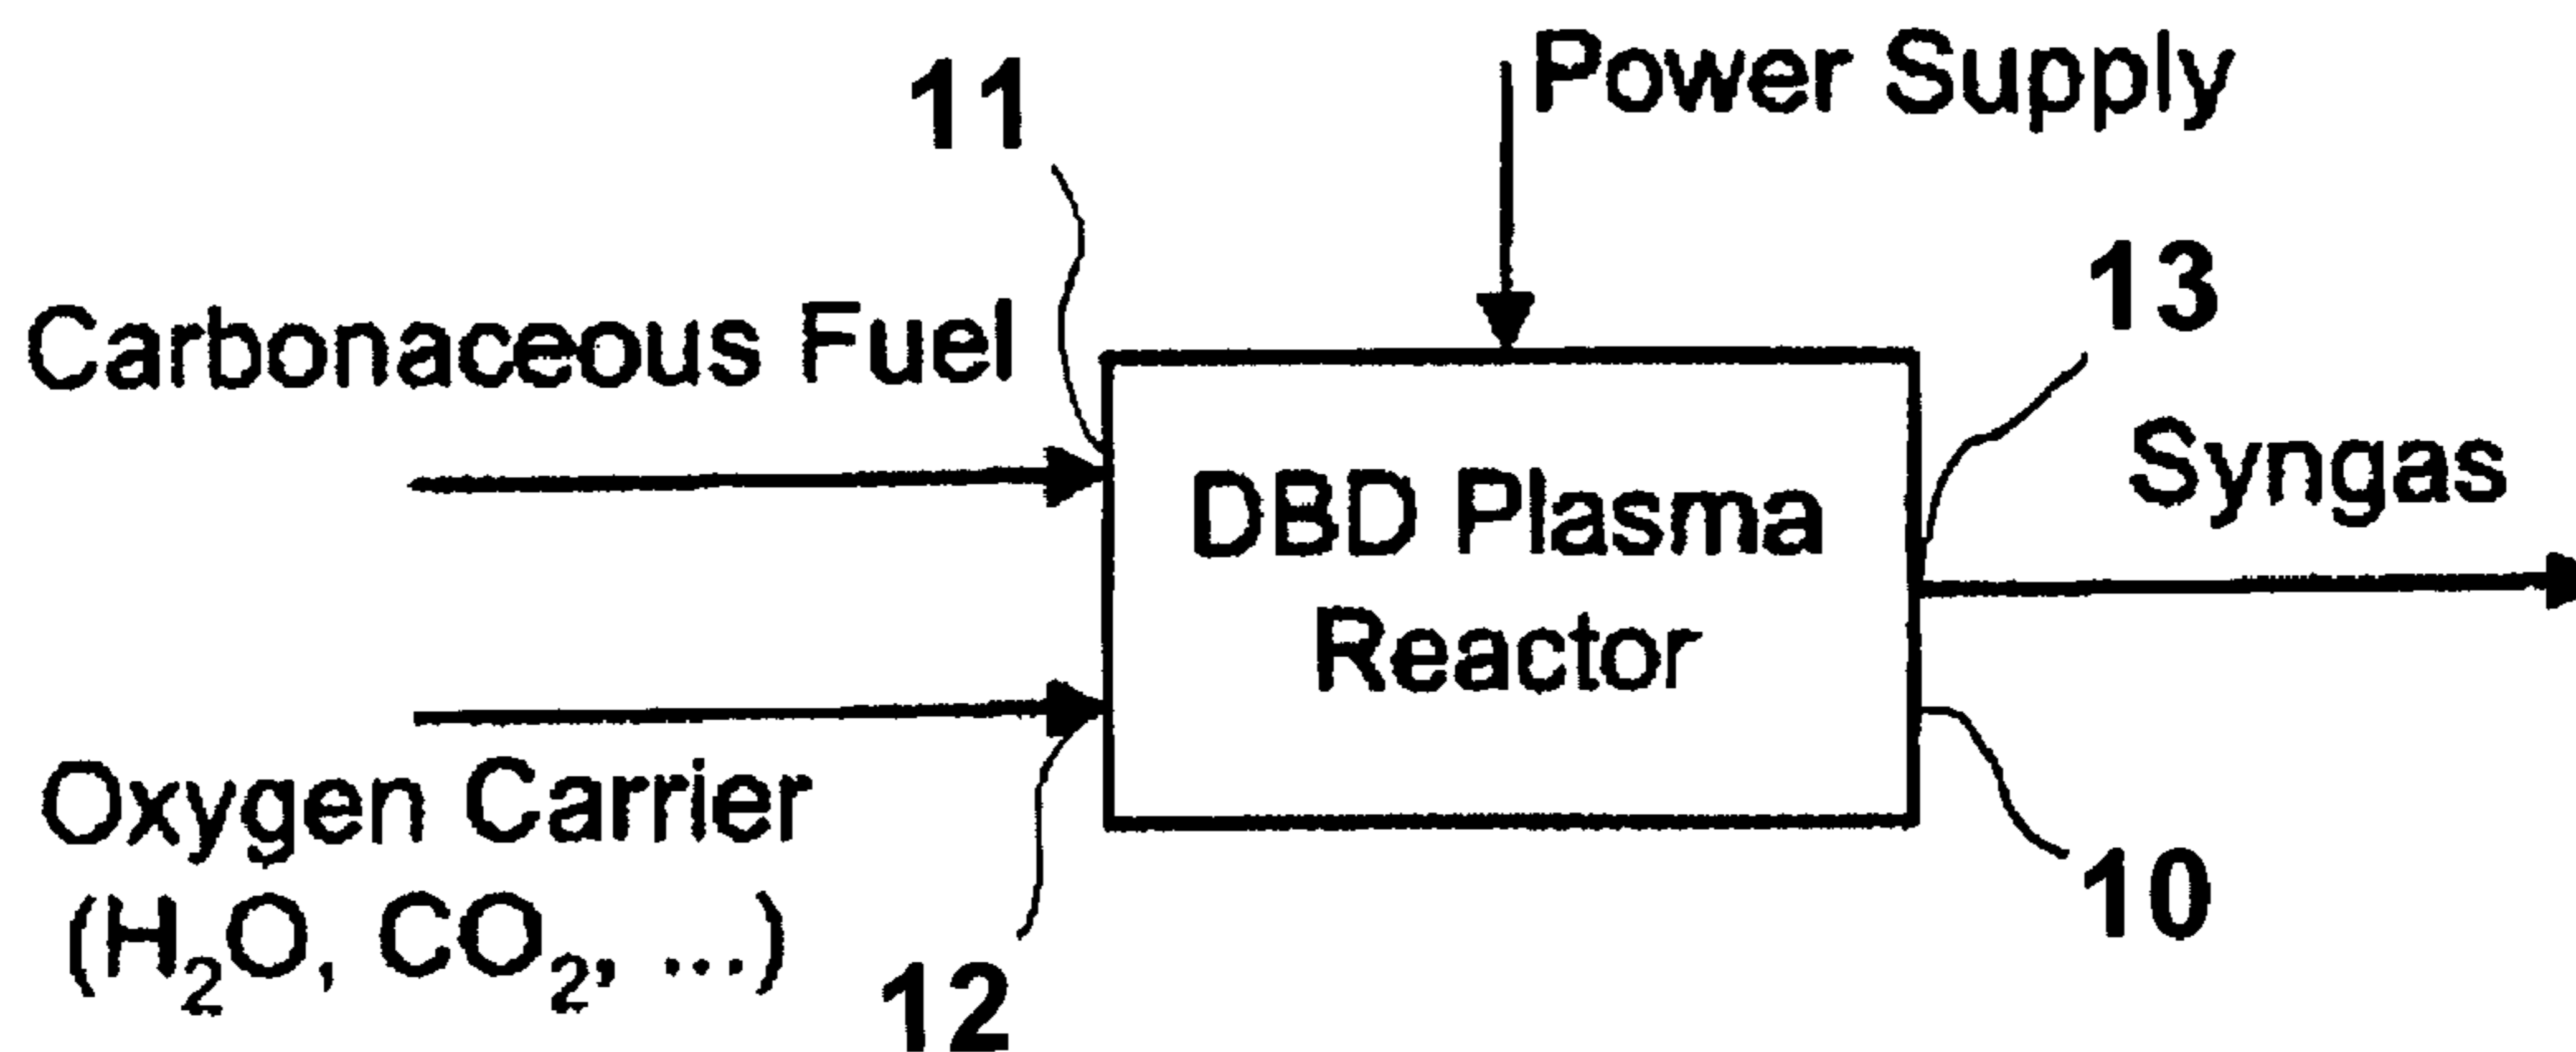 Power Supply
11
13
Carbonaceous Fuel
Syngas
DBD Plasma
Reactor
Oxygen Carrier
(H₂O, CO₂, ...)
10
12